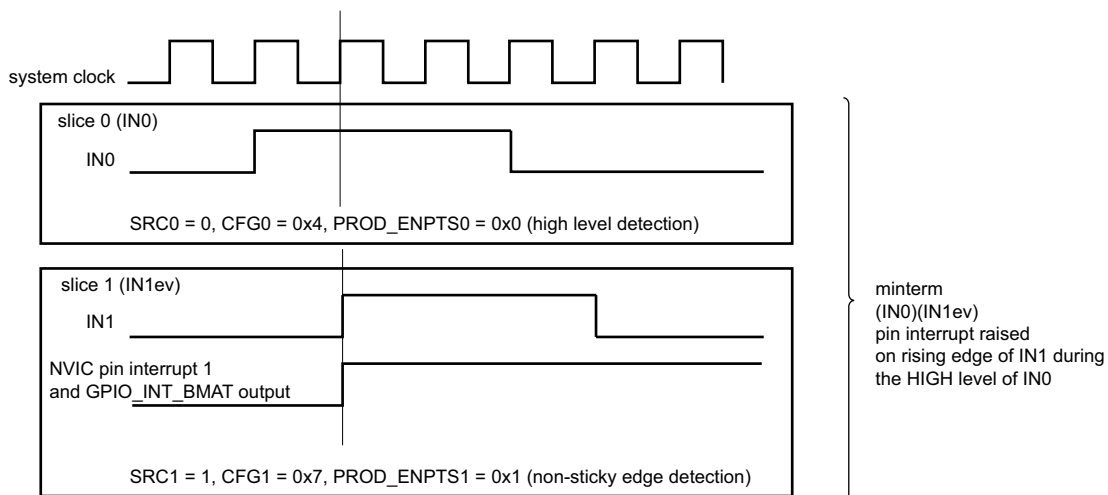 system clock
slice 0 (IN0)
IN0
SRC0 = 0, CFG0 = 0x4, PROD_ENPTS0 = 0x0 (high level detection)
slice 1 (IN1ev)
IN1
NVIC pin interrupt 1
and GPIO_INT_BMAT output
SRC1 = 1, CFG1 = 0x7, PROD_ENPTS1 = 0x1 (non-sticky edge detection)
minterm
(IN0)(IN1ev)
pin interrupt raised
on rising edge of IN1 during
the HIGH level of IN0